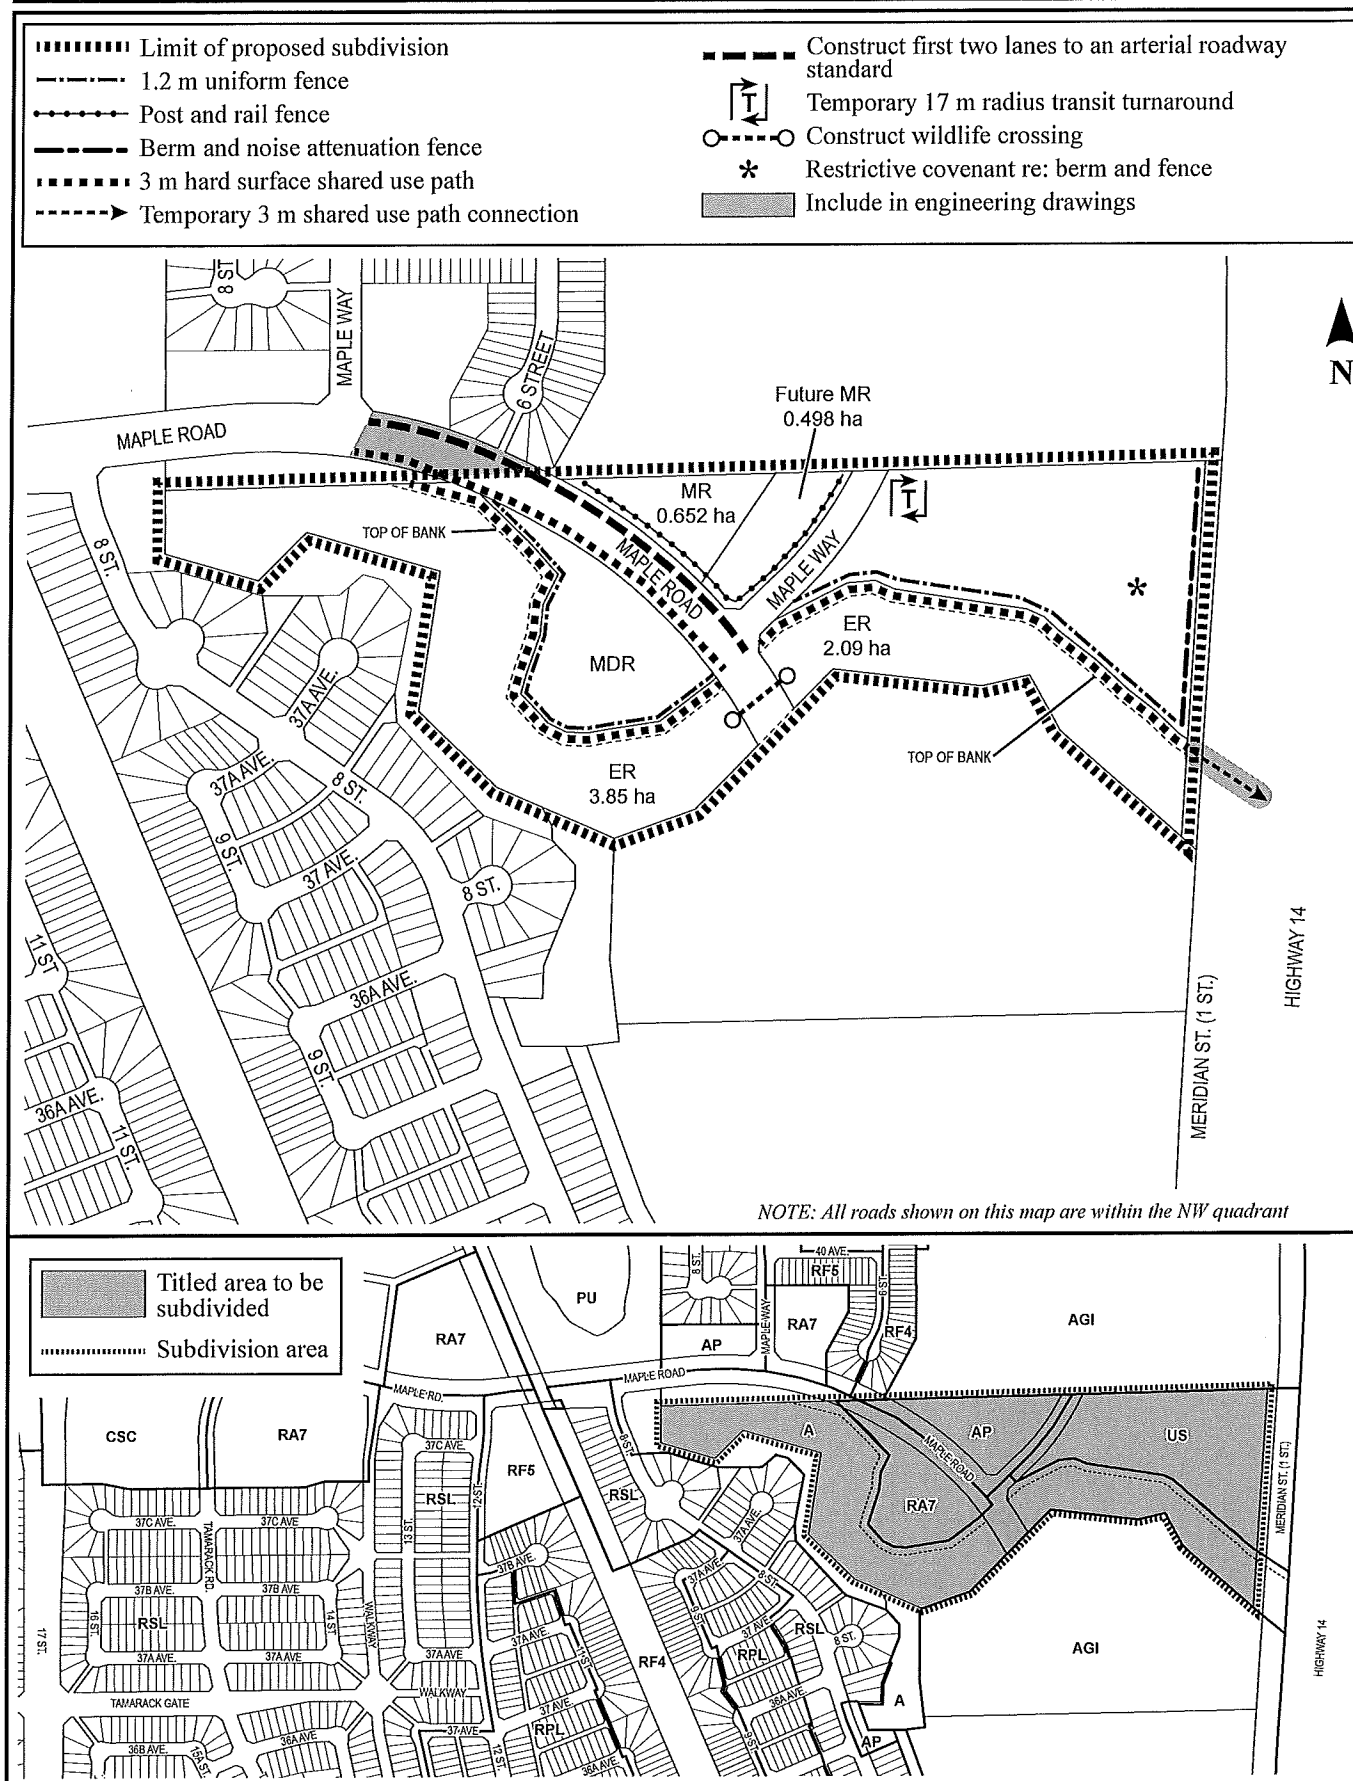 Limit of proposed subdivision
1.2 m uniform fence
Post and rail fence
Berm and noise attenuation fence
3 m hard surface shared use path
Temporary 3 m shared use path connection
Construct first two lanes to an arterial roadway
standard
T
Temporary 17 m radius transit turnaround
Construct wildlife crossing
* Restrictive covenant re: berm and fence
Include in engineering drawings
8 ST.
MAPLE WAY
6 STREET
N
MAPLE ROAD
Future MR
0.498 ha
MR
0.652 ha
T
TOP OF BANK
8 ST.
MAPLE ROAD
MAPLE WAY
*
ER
2.09 ha
MDR
37A AVE.
TOP OF BANK
37A AVE.
8 ST.
ER
3.85 ha
9 ST.
37 AVE.
8 ST.
11 ST
36A AVE.
HIGHWAY 14
MERIDIAN ST. (1 ST.)
9 ST.
36A AVE.
11 ST.
NOTE: All roads shown on this map are within the NW quadrant
Titled area to be
subdivided
Subdivision area
PU
RA7
8 ST.
40 AVE.
RF5
6 ST.
MAPLE WAY
RA7
RF4
AP
AGI
MAPLE RD.
MAPLE ROAD
CSC
RA7
37C AVE.
RSL
12 ST.
13 ST.
RF5
8 ST.
RSL
A
AP
US
MAPLE ROAD
RA7
MERIDIAN ST. (1 ST.)
37C AVE.
37C AVE
TAMARACK RD.
37A AVE.
37B AVE.
37B AVE.
37B AVE
37A AVE.
8 ST.
16 ST.
RSL
14 ST
WALKWAY
17 ST.
37A AVE.
37A AVE
37A AVE
37A AVE.
11 ST
RF4
9 ST.
37 AVE.
RPL
RSL
8 ST.
AGI
HIGHWAY 14
TAMARACK GATE
WALKWAY
37 AVE
37 AVE.
RPL
36A AVE.
A
AP
36B AVE.
15A ST.
36A AVE.
12 ST.
36A AVE.
9 ST.